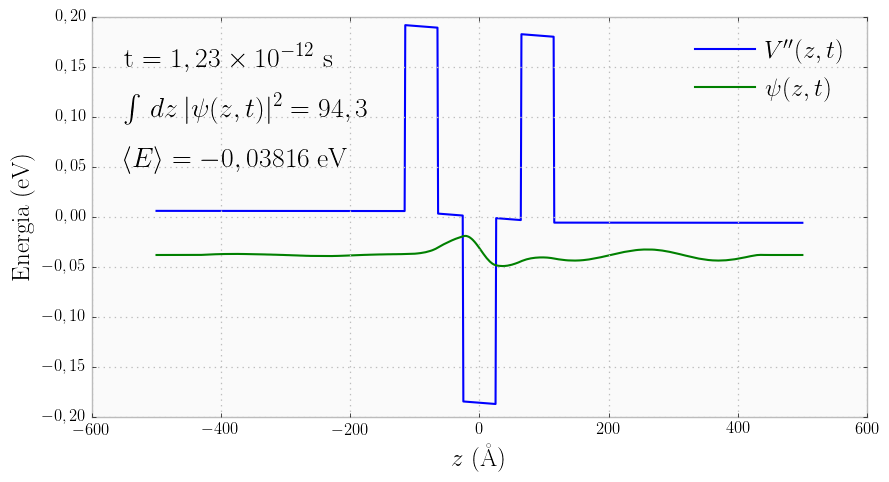 0,20
0,15
0,10
0,05
0,00
−0,05
−0,10
−0,15
−0,20
Energia (eV)
t = 1,23 × 10⁻¹² s
∫ dz |ψ(z, t)|² = 94,3
⟨E⟩ = −0,03816 eV
V″(z, t)
ψ(z, t)
−600 −400 −200 0 200 400 600
z (Å)